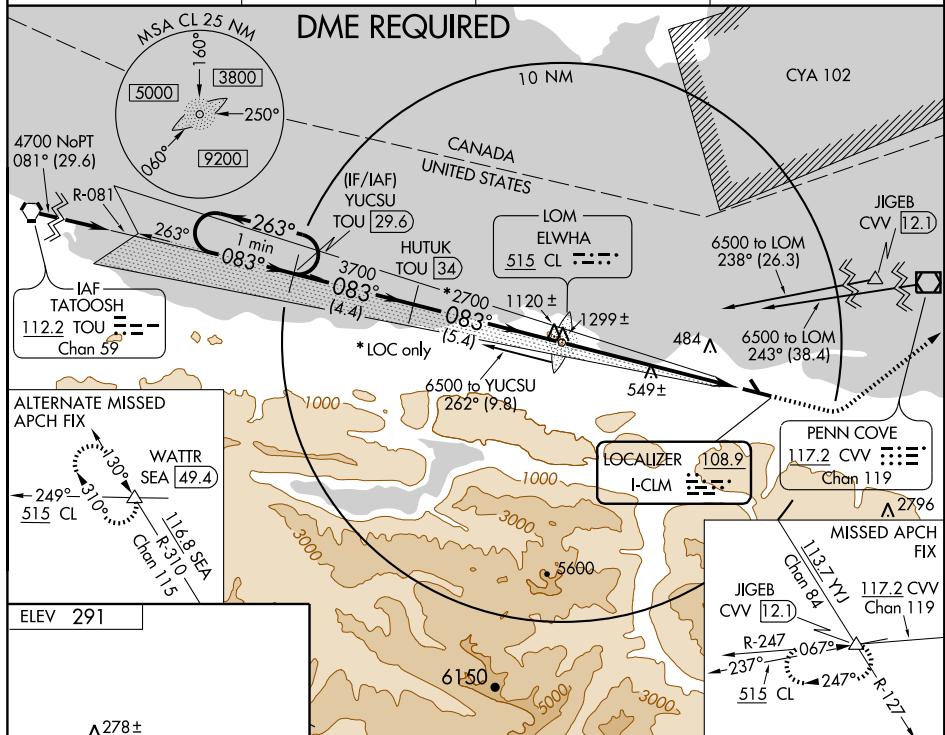 DME REQUIRED
MSA CL 25 NM
160°
3800
5000
250°
060°
9200
10 NM
CYA 102
CANADA
UNITED STATES
4700 NoPT
081° (29.6)
R-081
263°
263°
1 min
083°
(IF/IAF)
YUCSU
TOU 29.6
HUTUK
TOU 34
3700
083°
(4.4)
*2700
083°
(5.4)
*LOC only
LOM
ELWHA
515 CL
1120 ±
1299 ±
JIGEB
CVV 12.1
6500 to LOM
238° (26.3)
6500 to LOM
243° (38.4)
IAF
TATOOSH
112.2 TOU
Chan 59
6500 to YUCSU
262° (9.8)
484
549±
LOCALIZER 108.9
I-CLM
PENN COVE
117.2 CVV
Chan 119
2796
ALTERNATE MISSED
APCH FIX
WATTR
SEA 49.4
130°
310°
249°
515 CL
116.8 SEA
R-310
Chan 115
1000
1000
3000
3000
3000
5000
5600
6150
MISSED APCH
FIX
113.7 YYJ
Chan 84
117.2 CVV
Chan 119
JIGEB
CVV 12.1
R-247
067°
237°
247°
515 CL
R-127
ELEV 291
278±